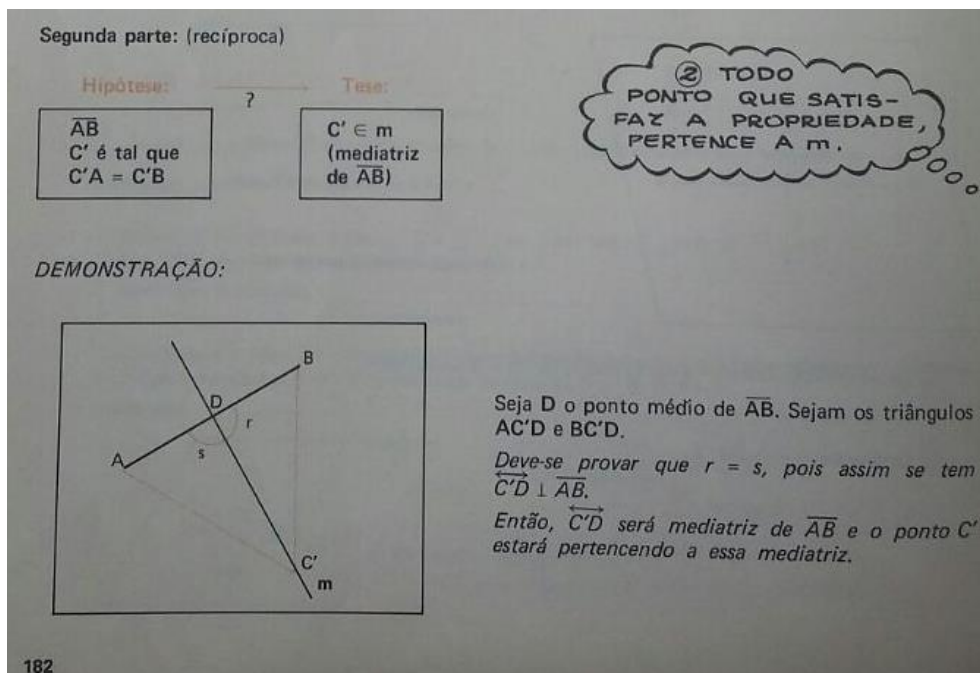 Segunda parte: (recíproca)
Hipótese:
?
Tese:
AB
C' é tal que
C'A = C'B
C' ∈ m
(mediatriz
de AB)
② TODO
PONTO QUE SATIS-
FAZ A PROPRIEDADE,
PERTENCE A m.
DEMONSTRAÇÃO:
B
D
r
s
A
C'
m
Seja D o ponto médio de AB. Sejam os triângulos
AC'D e BC'D.
Deve-se provar que r = s, pois assim se tem
C'D ⊥ AB.
Então, C'D será mediatriz de AB e o ponto C'
estará pertencendo a essa mediatriz.
182